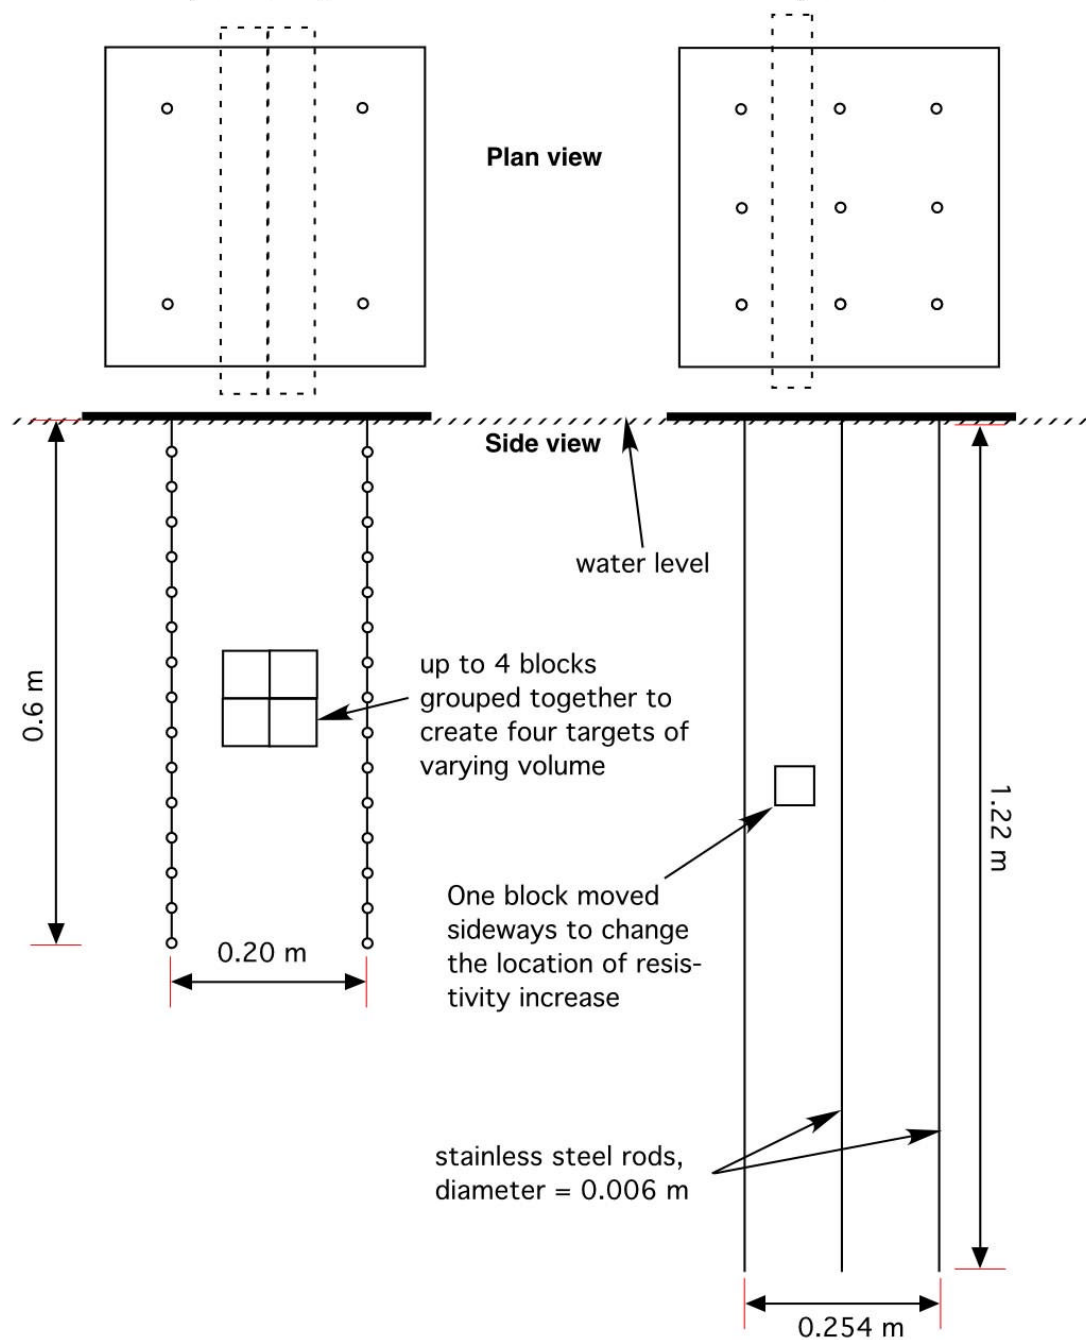 Plan view
Side view
water level
0.6 m
up to 4 blocks
grouped together to
create four targets of
varying volume
1.22 m
One block moved
sideways to change
the location of resis-
tivity increase
0.20 m
stainless steel rods,
diameter = 0.006 m
0.254 m